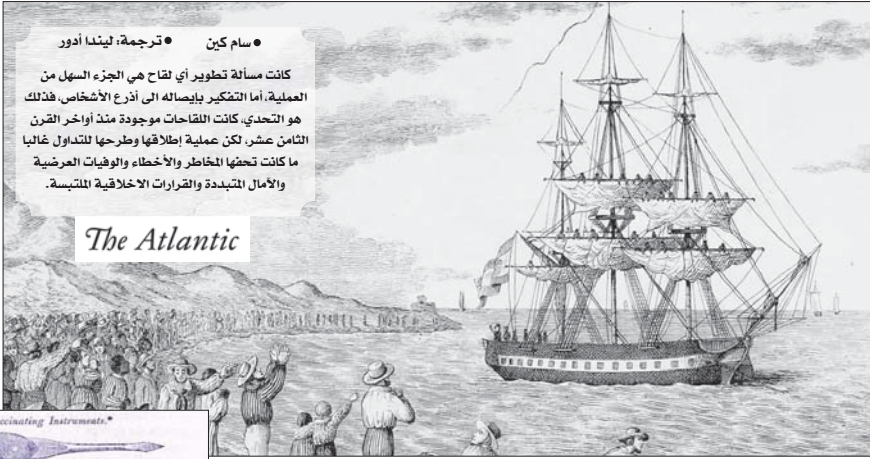 ● سام كين ● ترجمة: ليندا أدور
كانت مسألة تطوير أي لقاح هي الجزء السهل من
العملية، أما التفكير بإيصاله الى أذرع الأشخاص، فذلك
هو التحدي، كانت اللقاحات موجودة منذ أواخر القرن
الثامن عشر، لكن عملية إطلاقها وطرحها للتداول غالبا
ما كانت تحفها المخاطر والأخطاء والوفيات العرضية
والآمال المتبددة والقرارات الاخلاقية الملتبسة.
The Atlantic
ccinating Instruments.*